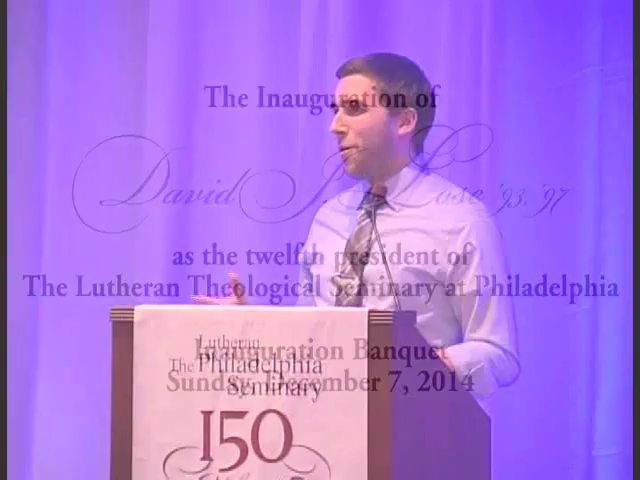 The Inauguration of
David J. Lose '93, '97
as the twelfth president of
The Lutheran Theological Seminary at Philadelphia
Inauguration Banquet
Sunday, December 7, 2014
Lutheran
The Philadelphia
Seminary
150